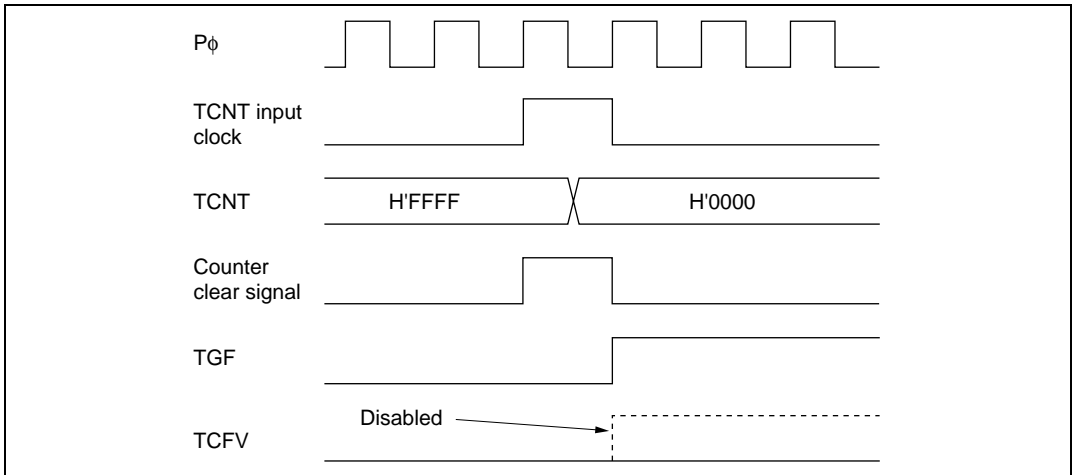 Pϕ
TCNT input
clock
TCNT
H'FFFF
H'0000
Counter
clear signal
TGF
Disabled
TCFV